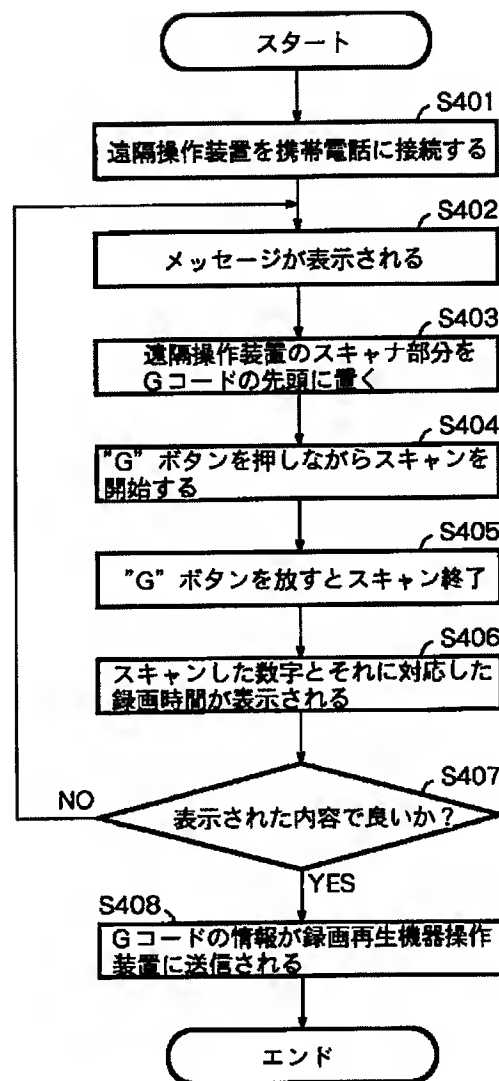 スタート
S401
遠隔操作装置を携帯電話に接続する
S402
メッセージが表示される
S403
遠隔操作装置のスキャナ部分を
Gコードの先頭に置く
S404
"G" ボタンを押しながらスキャンを
開始する
S405
"G" ボタンを放すとスキャン終了
S406
スキャンした数字とそれに対応した
録画時間が表示される
S407
NO
表示された内容で良いか？
YES
S408
Gコードの情報が録画再生機器操作
装置に送信される
エンド